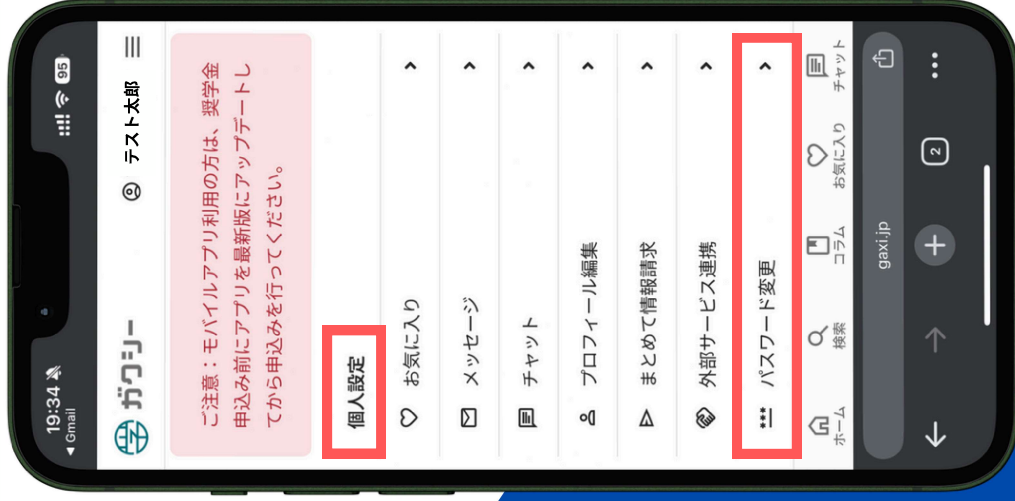 19:34
95
◀ Gmail
ガクシー
テスト太郎
ご注意：モバイルアプリ利用の方は、奨学金
申込み前にアプリを最新版にアップデートし
てから申込みを行ってください。
個人設定
お気に入り
メッセージ
チャット
プロフィール編集
まとめて情報請求
外部サービス連携
パスワード変更
ホーム
検索
コラム
お気に入り
チャット
gaxi.jp
2